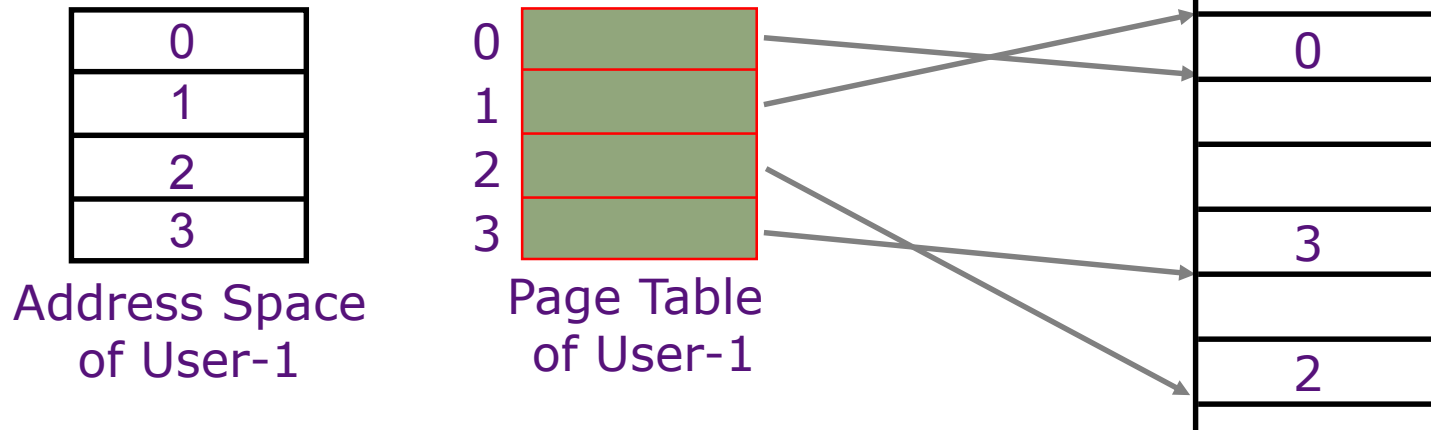 0
1
2
3
Address Space
of User-1
0
1
2
3
Page Table
of User-1
0
3
2